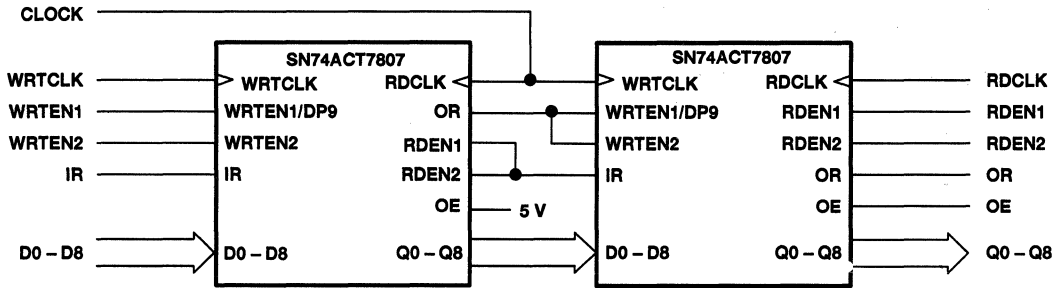 CLOCK
SN74ACT7807 SN74ACT7807
WRTCLK WRTCLK RDCLK WRTCLK RDCLK RDCLK
WRTEN1 WRTEN1/DP9 OR WRTEN1/DP9 RDEN1 RDEN1
WRTEN2 WRTEN2 RDEN1 WRTEN2 RDEN2 RDEN2
IR IR RDEN2 IR OR OR
OE 5 V OE OE
D0 – D8 D0 – D8 Q0 – Q8 D0 – D8 Q0 – Q8 Q0 – Q8